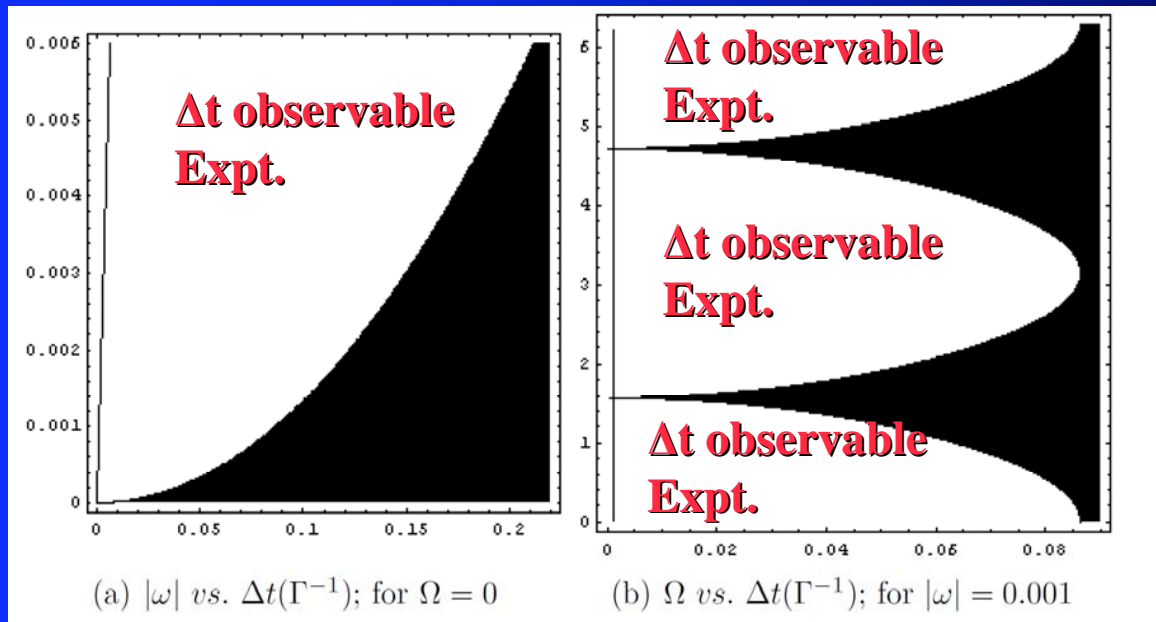 0.006
0.005
0.004
0.003
0.002
0.001
0
0 0.05 0.1 0.15 0.2
Δt observable
Expt.
(a) |ω| vs. Δt(Γ⁻¹); for Ω = 0
6
5
4
3
2
1
0
0 0.02 0.04 0.06 0.08
Δt observable
Expt.
Δt observable
Expt.
Δt observable
Expt.
(b) Ω vs. Δt(Γ⁻¹); for |ω| = 0.001